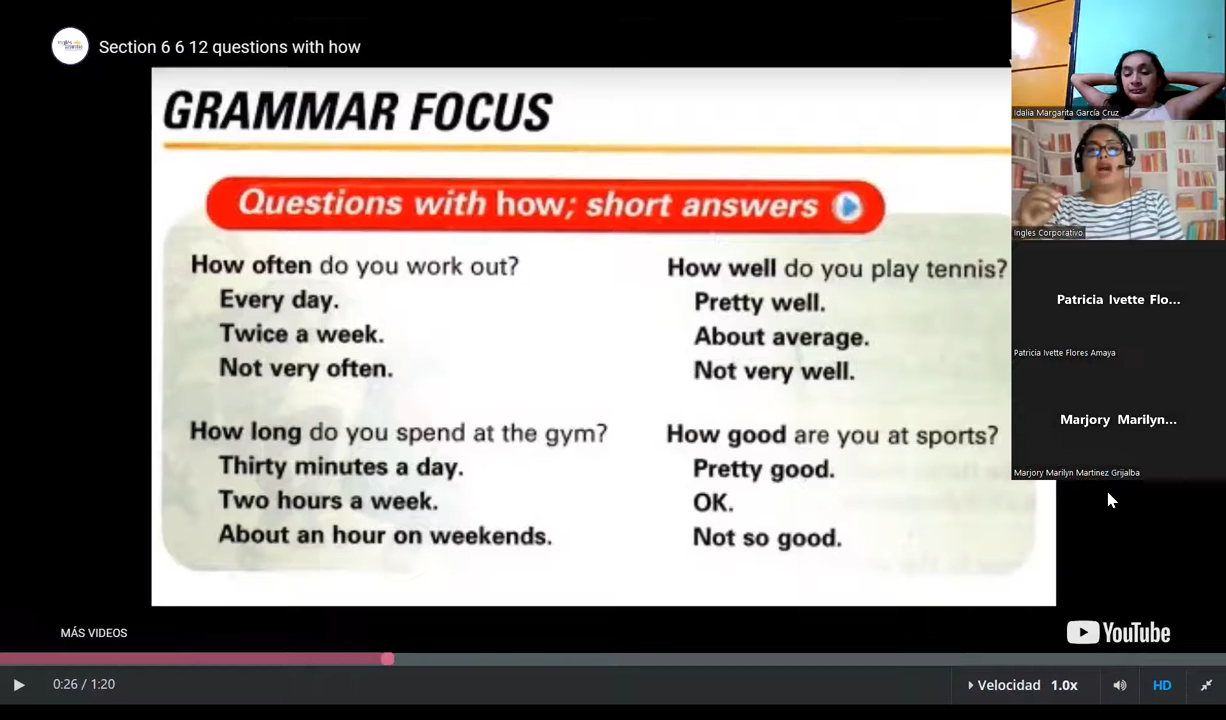 Section 6 6 12 questions with how
GRAMMAR FOCUS
Questions with how; short answers
How often do you work out?
Every day.
Twice a week.
Not very often.
How long do you spend at the gym?
Thirty minutes a day.
Two hours a week.
About an hour on weekends.
How well do you play tennis?
Pretty well.
About average.
Not very well.
How good are you at sports?
Pretty good.
OK.
Not so good.
Idalia Margarita García Cruz
Ingles Corporativo
Patricia Ivette Flo...
Patricia Ivette Flores Amaya
Marjory Marilyn...
Marjory Marilyn Martinez Grijalba
MÁS VIDEOS
YouTube
0:26 / 1:20
Velocidad 1.0x
HD